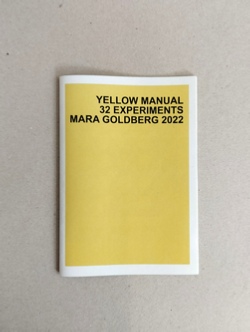 YELLOW MANUAL
32 EXPERIMENTS
MARA GOLDBERG 2022